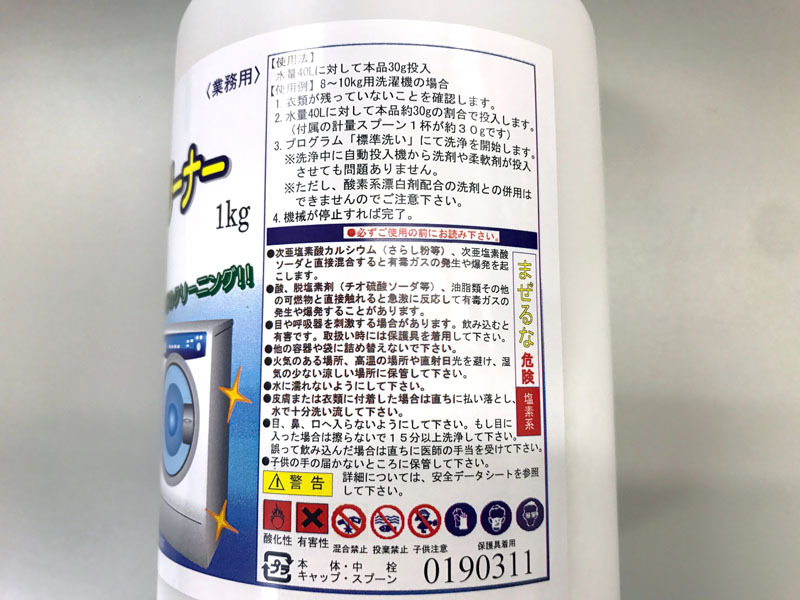 〈業務用〉
ーナー
1kg
クリーニング!!
【使用法】
水量40Lに対して本品30g投入
【使用例】8～10kg用洗濯機の場合
1. 衣類が残っていないことを確認します。
2. 水量40Lに対して本品約30gの割合で投入します。
(付属の計量スプーン１杯が約３０gです)
3. プログラム「標準洗い」にて洗浄を開始します。
※洗浄中に自動投入機から洗剤や柔軟剤が投入
させても問題ありません。
※ただし、酸素系漂白剤配合の洗剤との併用は
できませんのでご注意下さい。
4. 機械が停止すれば完了。
●必ずご使用の前にお読み下さい。
●次亜塩素酸カルシウム（さらし粉等）、次亜塩素酸
ソーダと直接混合すると有毒ガスの発生や爆発を起
こします。
●酸、脱塩素剤（チオ硫酸ソーダ等）、油脂類その他
の可燃物と直接触れると急激に反応して有毒ガスの
発生や爆発することがあります。
●目や呼吸器を刺激する場合があります。飲み込むと
有害です。取扱い時には保護具を着用して下さい。
●他の容器や袋に詰め替えないで下さい。
●火気のある場所、高温の場所や直射日光を避け、湿
気の少ない涼しい場所に保管して下さい。
●水に濡れないようにして下さい。
●皮膚または衣類に付着した場合は直ちに払い落とし、
水で十分洗い流して下さい。
●目、鼻、口へ入らないようにして下さい。もし目に
入った場合は擦らないで１５分以上洗浄して下さい。
誤って飲み込んだ場合は直ちに医師の手当を受けて下さい。
●子供の手の届かないところに保管して下さい。
まぜるな
危険
塩素系
警告
詳細については、安全データシートを参照
して下さい。
酸化性 有害性 混合禁止 投棄禁止 子供注意 保護具着用
プラ
本体・中栓
キャップ・スプーン
0190311